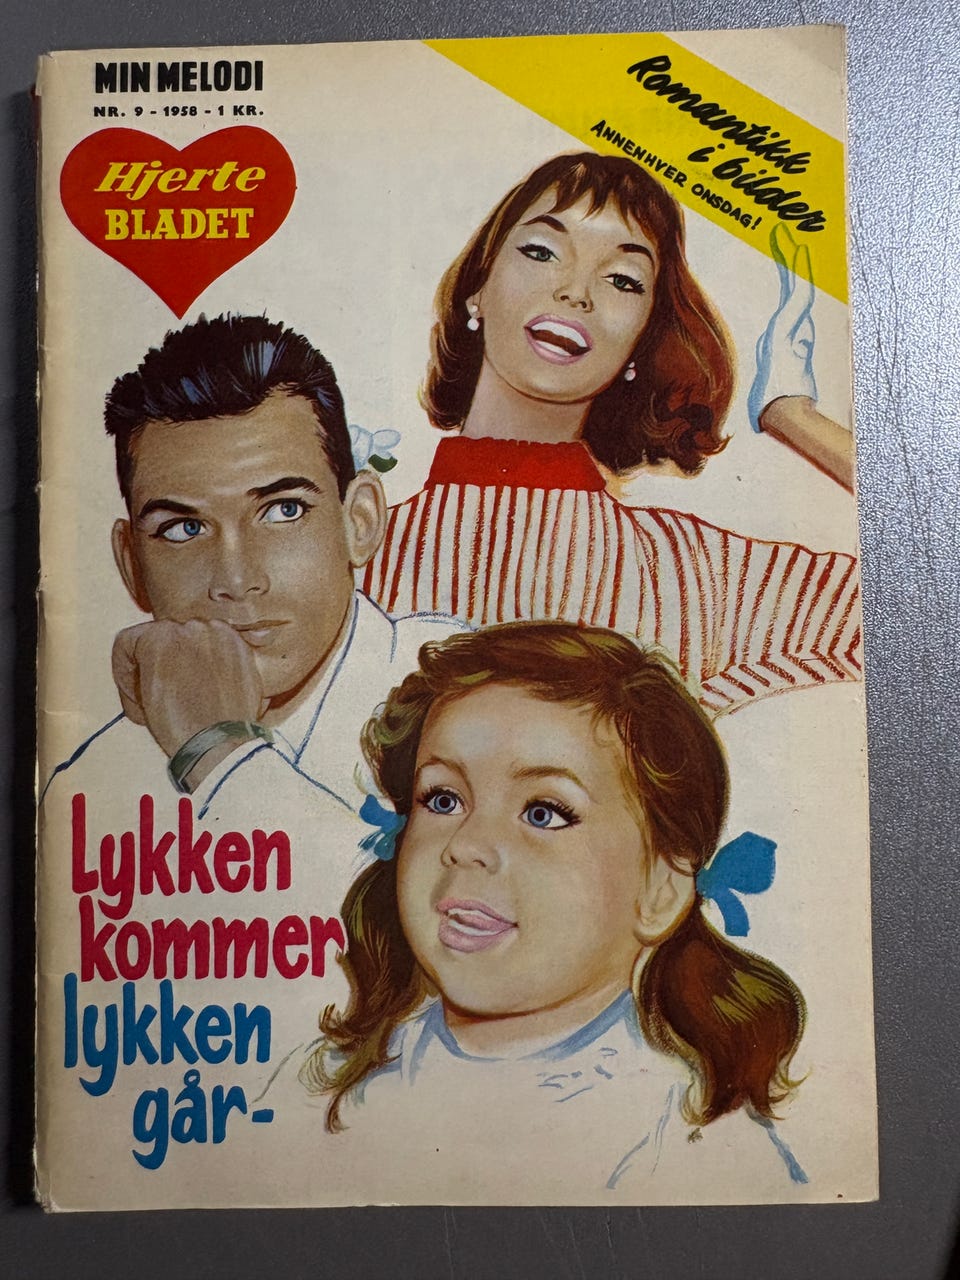 MIN MELODI
NR. 9 - 1958 - 1 KR.
Hjerte
BLADET
Romantikk
i bilder
ANNENHVER ONSDAG!
Lykken
kommer
lykken
går-